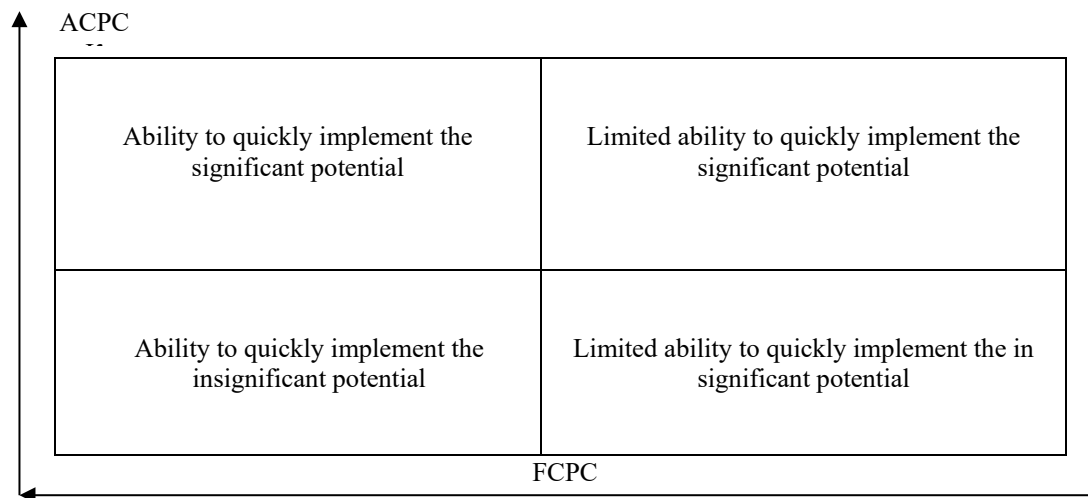 ACPC
Ability to quickly implement the
significant potential
Limited ability to quickly implement the
significant potential
Ability to quickly implement the
insignificant potential
Limited ability to quickly implement the in
significant potential
FCPC